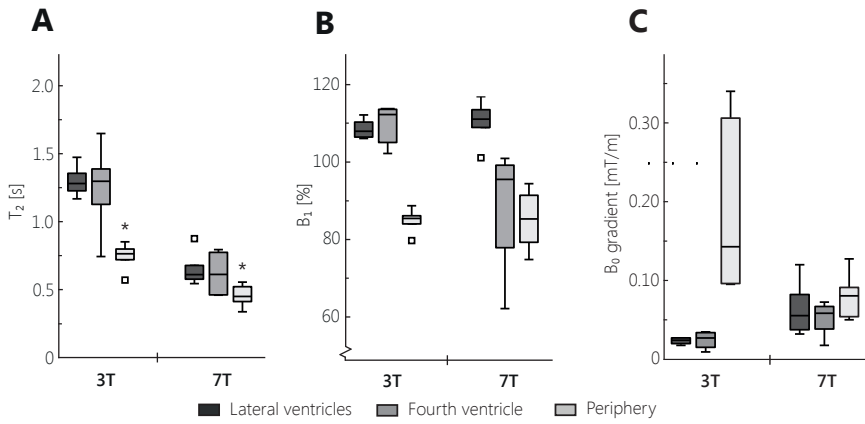 A
B
C
T₂ [s]
2.0
1.5
1.0
0.5
0
*
*
3T
7T
B₁ [%]
120
100
80
60
3T
7T
B₀ gradient [mT/m]
0.30
0.20
0.10
0
3T
7T
Lateral ventricles Fourth ventricle Periphery